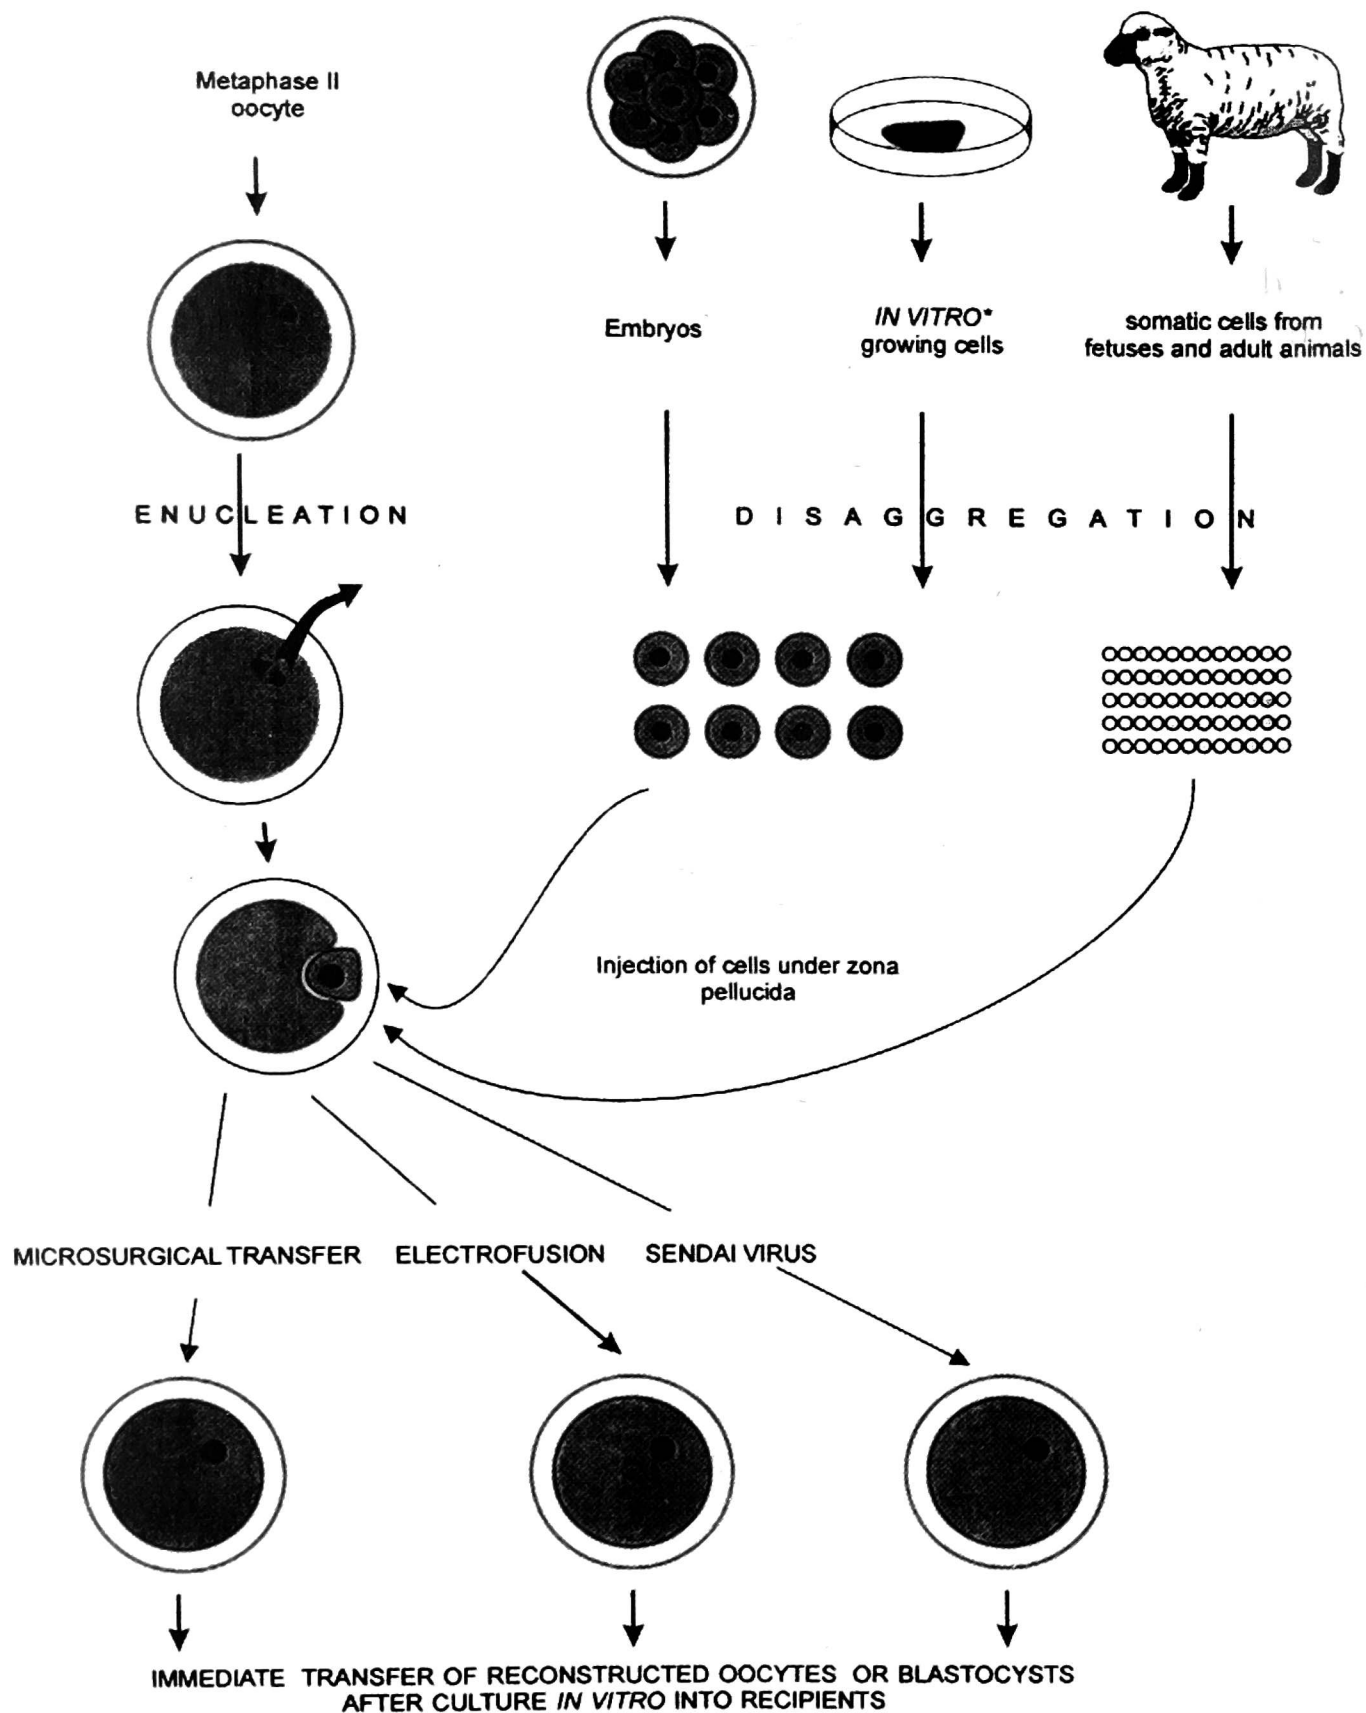 Metaphase II
oocyte
Embryos
IN VITRO*
growing cells
somatic cells from
fetuses and adult animals
ENUCLEATION
DISAGGREGATION
Injection of cells under zona
pellucida
MICROSURGICAL TRANSFER
ELECTROFUSION
SENDAI VIRUS
IMMEDIATE TRANSFER OF RECONSTRUCTED OOCYTES OR BLASTOCYSTS
AFTER CULTURE IN VITRO INTO RECIPIENTS